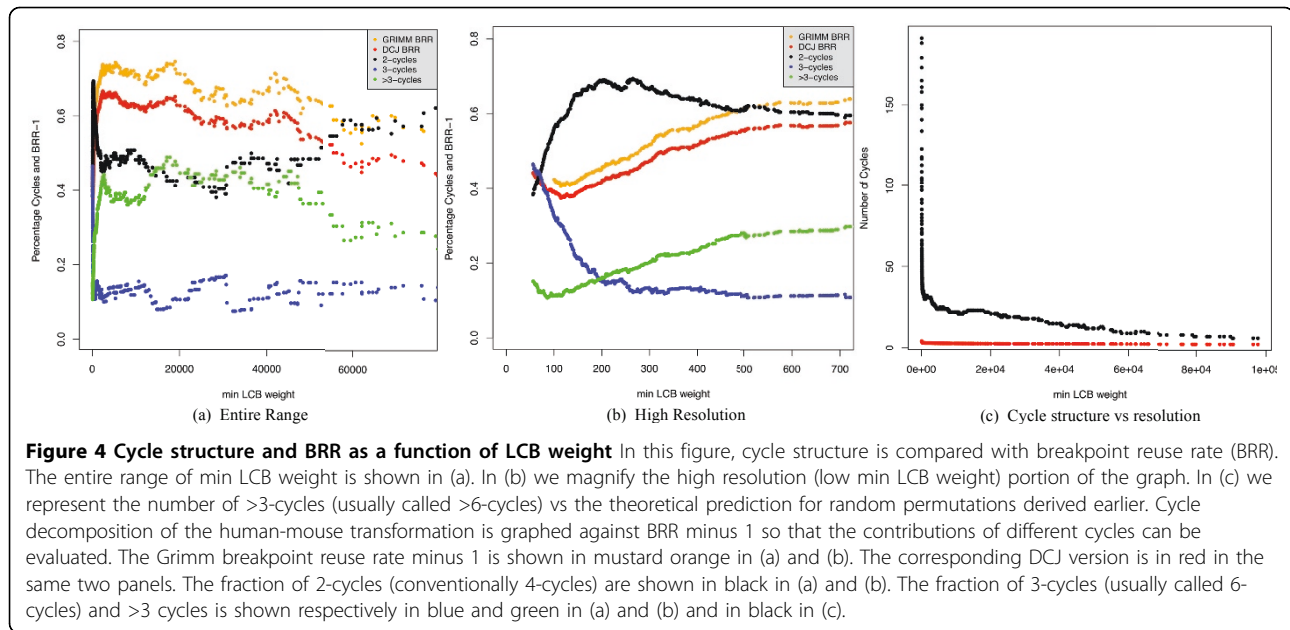 0.8
0.6
0.4
0.2
0.0
Percentage Cycles and BRR-1
GRIMM BRR
DCJ BRR
2-cycles
3-cycles
>3-cycles
0
20000
40000
60000
min LCB weight
(a) Entire Range
0.8
0.6
0.4
0.2
0.0
Percentage Cycles and BRR-1
GRIMM BRR
DCJ BRR
2-cycles
3-cycles
>3-cycles
0
100
200
300
400
500
600
700
min LCB weight
(b) High Resolution
150
100
50
0
Number of Cycles
0e+00
2e+04
4e+04
6e+04
8e+04
1e+05
min LCB weight
(c) Cycle structure vs resolution
Figure 4 Cycle structure and BRR as a function of LCB weight In this figure, cycle structure is compared with breakpoint reuse rate (BRR).
The entire range of min LCB weight is shown in (a). In (b) we magnify the high resolution (low min LCB weight) portion of the graph. In (c) we
represent the number of >3-cycles (usually called >6-cycles) vs the theoretical prediction for random permutations derived earlier. Cycle
decomposition of the human-mouse transformation is graphed against BRR minus 1 so that the contributions of different cycles can be
evaluated. The Grimm breakpoint reuse rate minus 1 is shown in mustard orange in (a) and (b). The corresponding DCJ version is in red in the
same two panels. The fraction of 2-cycles (conventionally 4-cycles) are shown in black in (a) and (b). The fraction of 3-cycles (usually called 6-
cycles) and >3 cycles is shown respectively in blue and green in (a) and (b) and in black in (c).